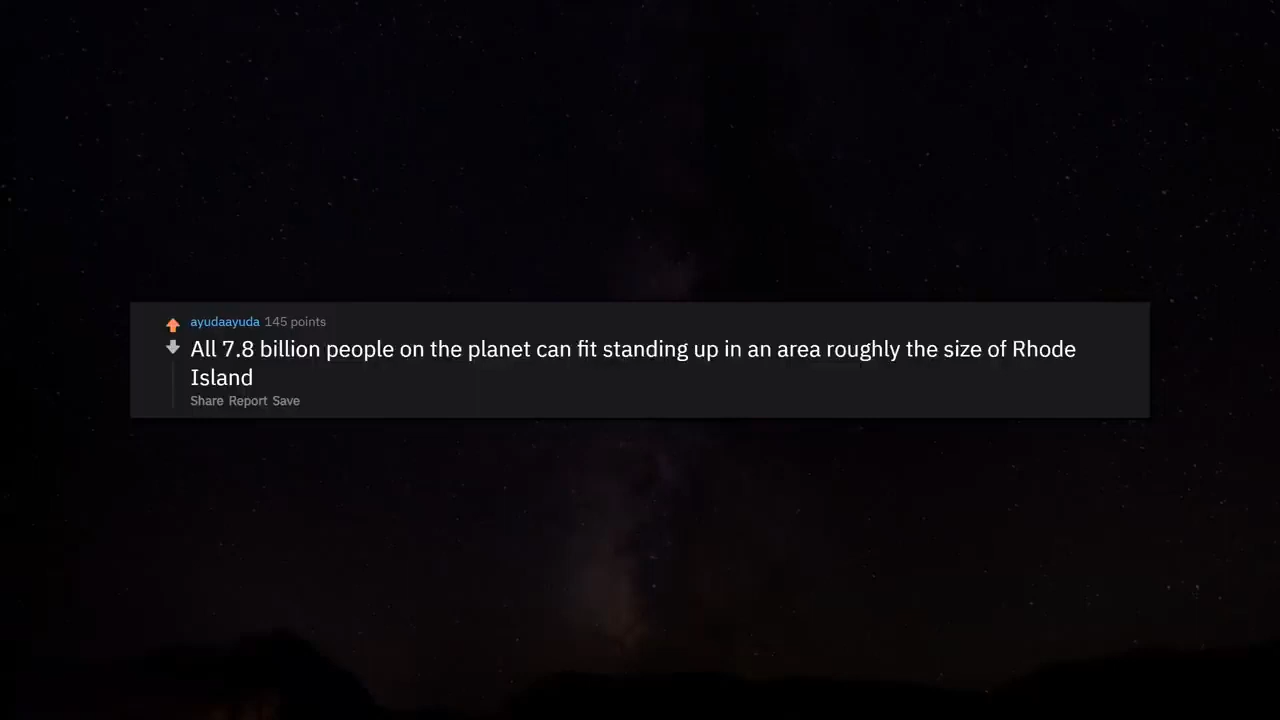 ayudaayuda 145 points
All 7.8 billion people on the planet can fit standing up in an area roughly the size of Rhode
Island
Share Report Save